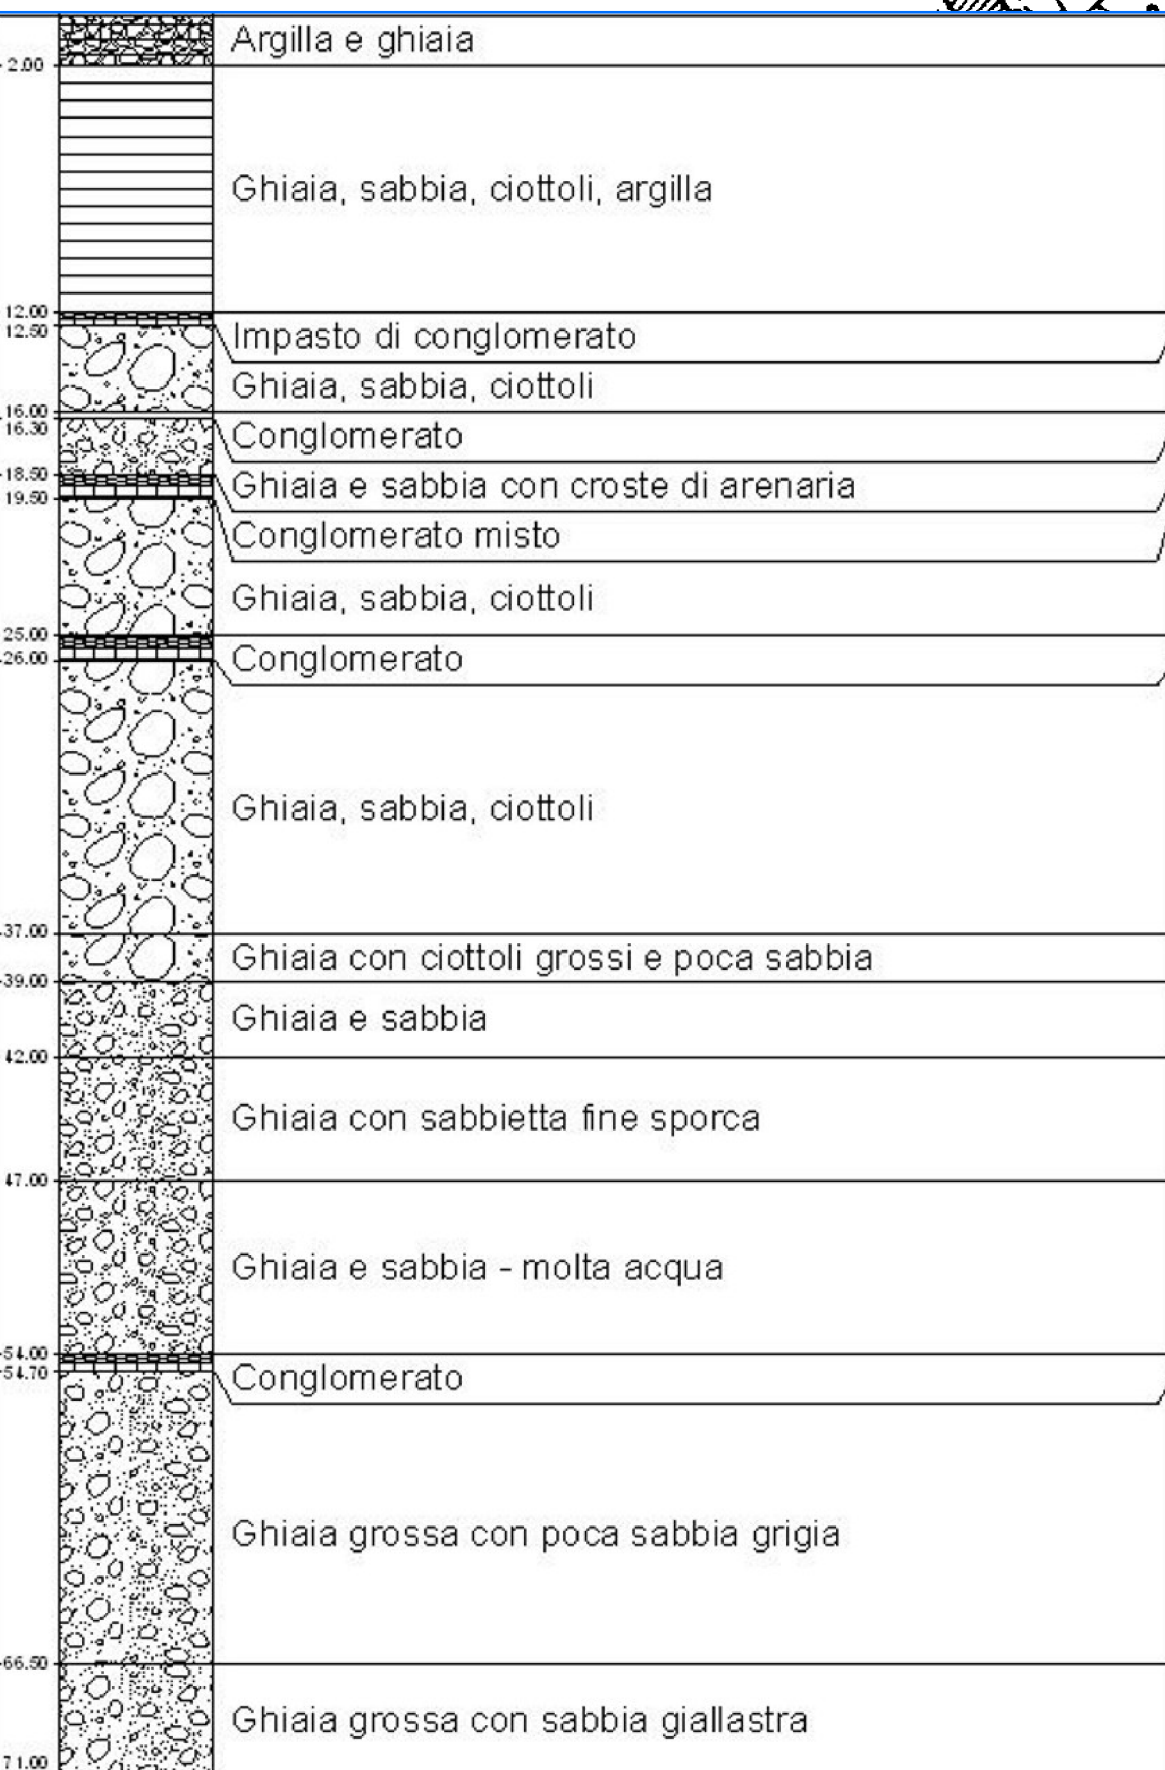 Argilla e ghiaia
2.00
Ghiaia, sabbia, ciottoli, argilla
12.00
12.50
Impasto di conglomerato
Ghiaia, sabbia, ciottoli
16.00
16.30
Conglomerato
18.50
Ghiaia e sabbia con croste di arenaria
19.50
Conglomerato misto
Ghiaia, sabbia, ciottoli
25.00
26.00
Conglomerato
Ghiaia, sabbia, ciottoli
37.00
Ghiaia con ciottoli grossi e poca sabbia
39.00
Ghiaia e sabbia
42.00
Ghiaia con sabbietta fine sporca
47.00
Ghiaia e sabbia - molta acqua
54.00
54.70
Conglomerato
Ghiaia grossa con poca sabbia grigia
66.50
Ghiaia grossa con sabbia giallastra
71.00